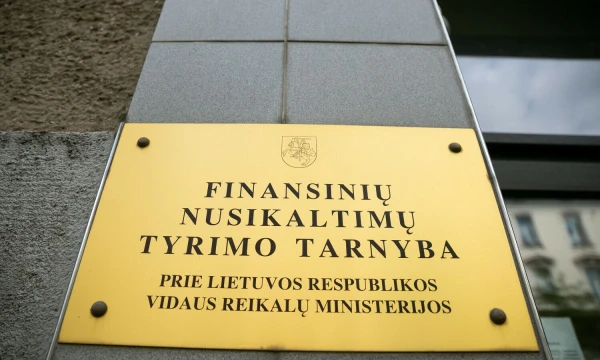 FINANSINIŲ
NUSIKALTIMŲ
TYRIMO TARNYBA
PRIE LIETUVOS RESPUBLIKOS
VIDAUS REIKALŲ MINISTERIJOS